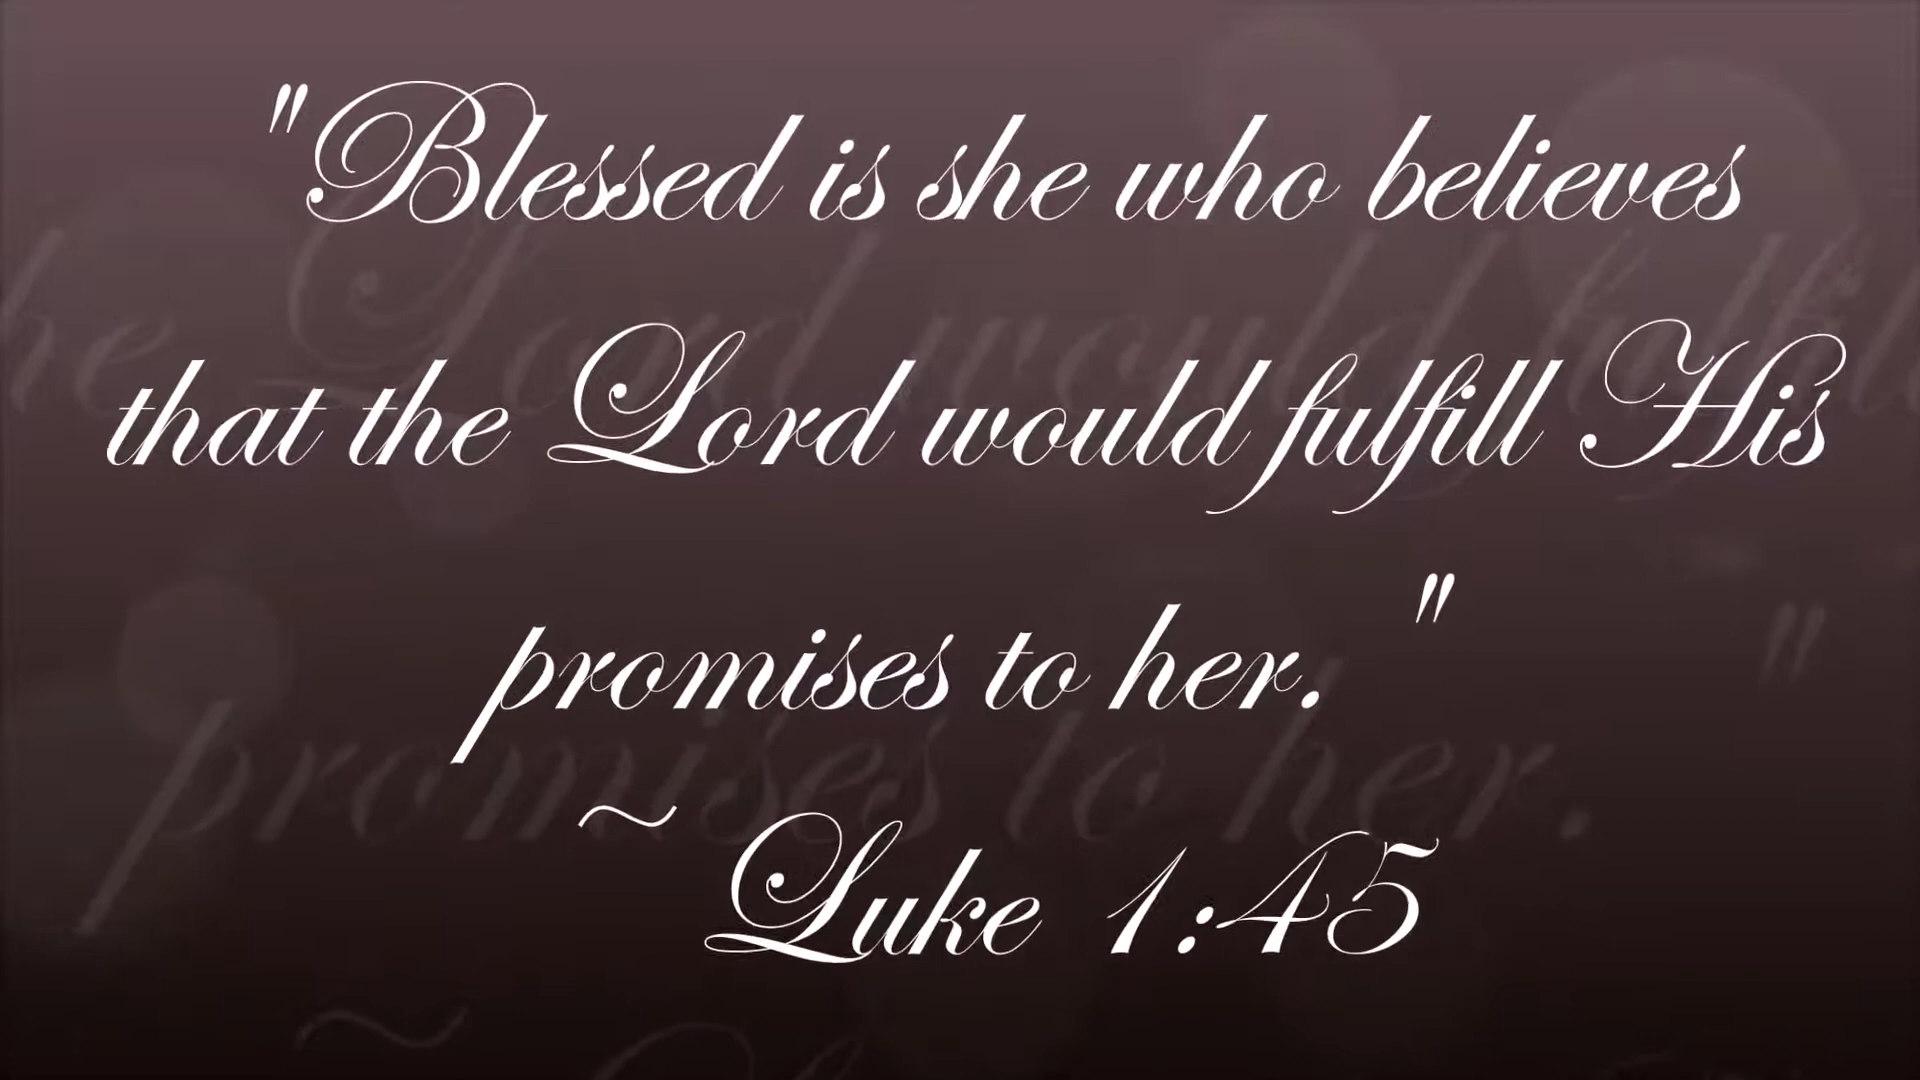 "Blessed is she who believes
that the Lord would fulfill His
promises to her. "
~ Luke 1:45